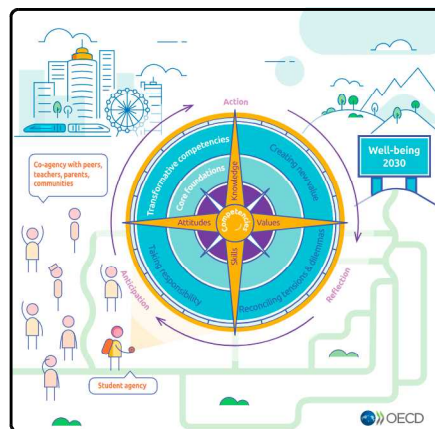 Action
Transformative competencies
Creating new value
Core foundations
Knowledge
Well-being
2030
Co-agency with peers,
teachers, parents,
communities
Attitudes
Competencies
Values
Skills
Taking responsibility
Reconciling tensions & dilemmas
Anticipation
Reflection
Student agency
OECD